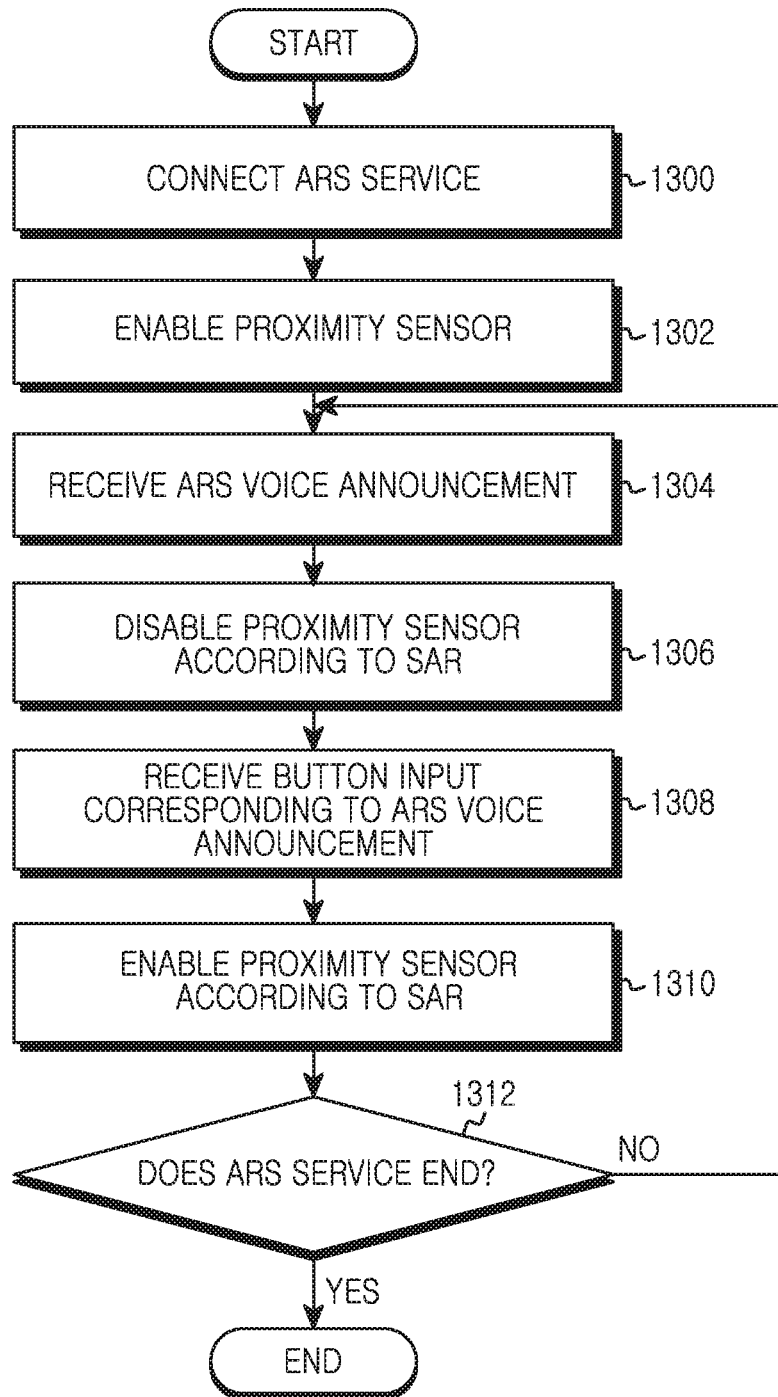 START
CONNECT ARS SERVICE
1300
ENABLE PROXIMITY SENSOR
1302
RECEIVE ARS VOICE ANNOUNCEMENT
1304
DISABLE PROXIMITY SENSOR
ACCORDING TO SAR
1306
RECEIVE BUTTON INPUT
CORRESPONDING TO ARS VOICE
ANNOUNCEMENT
1308
ENABLE PROXIMITY SENSOR
ACCORDING TO SAR
1310
1312
DOES ARS SERVICE END?
NO
YES
END